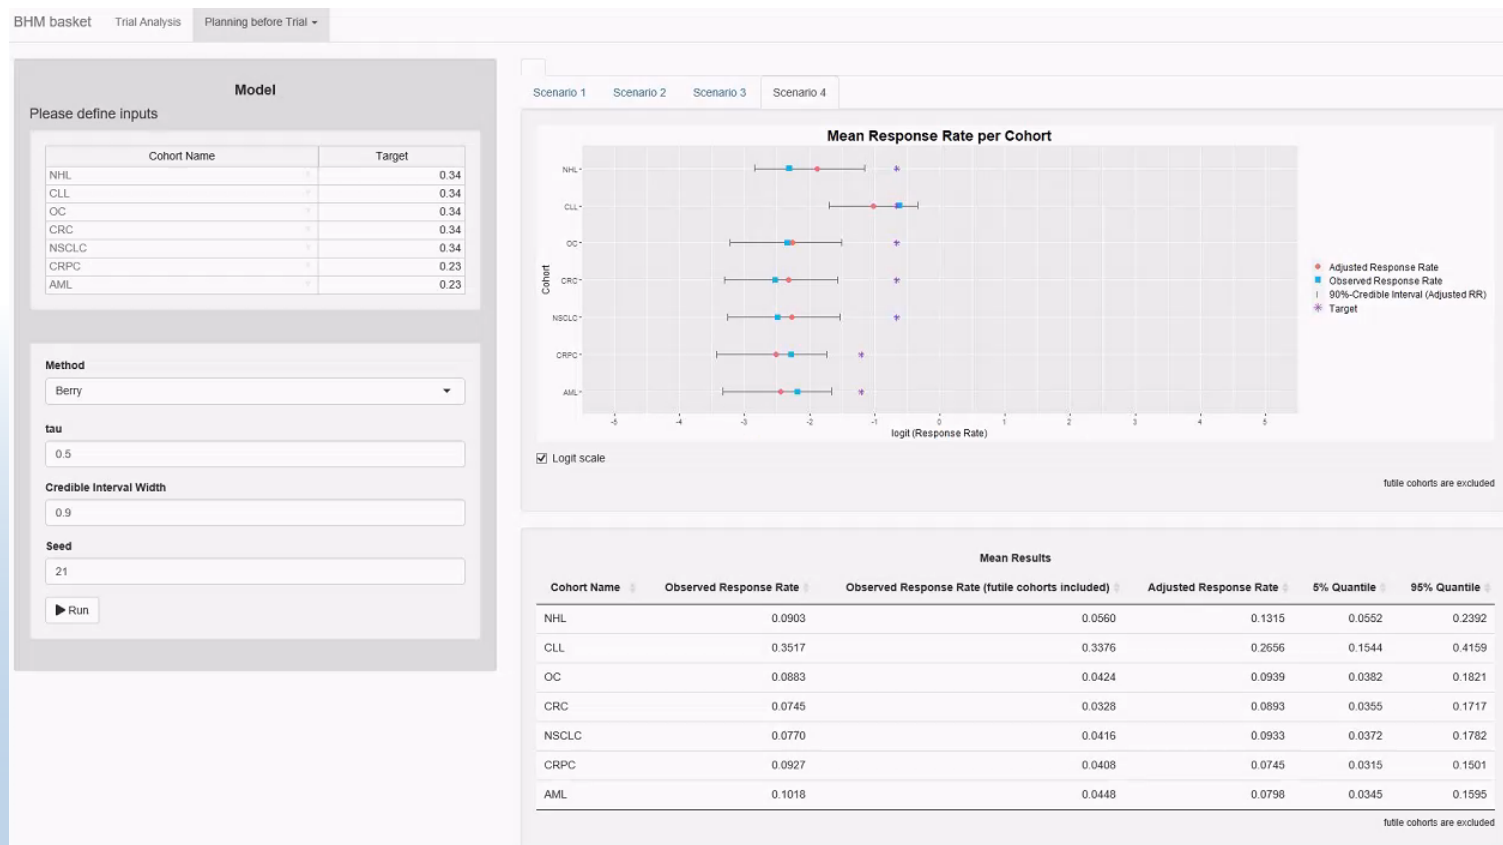 BHM basket Trial Analysis Planning before Trial
Model
Please define inputs
Cohort Name Target
NHL 0.34
CLL 0.34
OC 0.34
CRC 0.34
NSCLC 0.34
CRPC 0.23
AML 0.23
Method
Berry
tau
0.5
Credible Interval Width
0.9
Seed
21
Run
Scenario 1 Scenario 2 Scenario 3 Scenario 4
Mean Response Rate per Cohort
Cohort
NHL
CLL
OC
CRC
NSCLC
CRPC
AML
-5 -4 -3 -2 -1 0 1 2 3 4 5
logit (Response Rate)
Adjusted Response Rate
Observed Response Rate
90%-Credible Interval (Adjusted RR)
Target
Logit scale
futile cohorts are excluded
Mean Results
Cohort Name Observed Response Rate Observed Response Rate (futile cohorts included) Adjusted Response Rate 5% Quantile 95% Quantile
NHL 0.0903 0.0560 0.1315 0.0552 0.2392
CLL 0.3517 0.3376 0.2656 0.1544 0.4159
OC 0.0883 0.0424 0.0939 0.0382 0.1821
CRC 0.0745 0.0328 0.0893 0.0355 0.1717
NSCLC 0.0770 0.0416 0.0933 0.0372 0.1782
CRPC 0.0927 0.0408 0.0745 0.0315 0.1501
AML 0.1018 0.0448 0.0798 0.0345 0.1595
futile cohorts are excluded